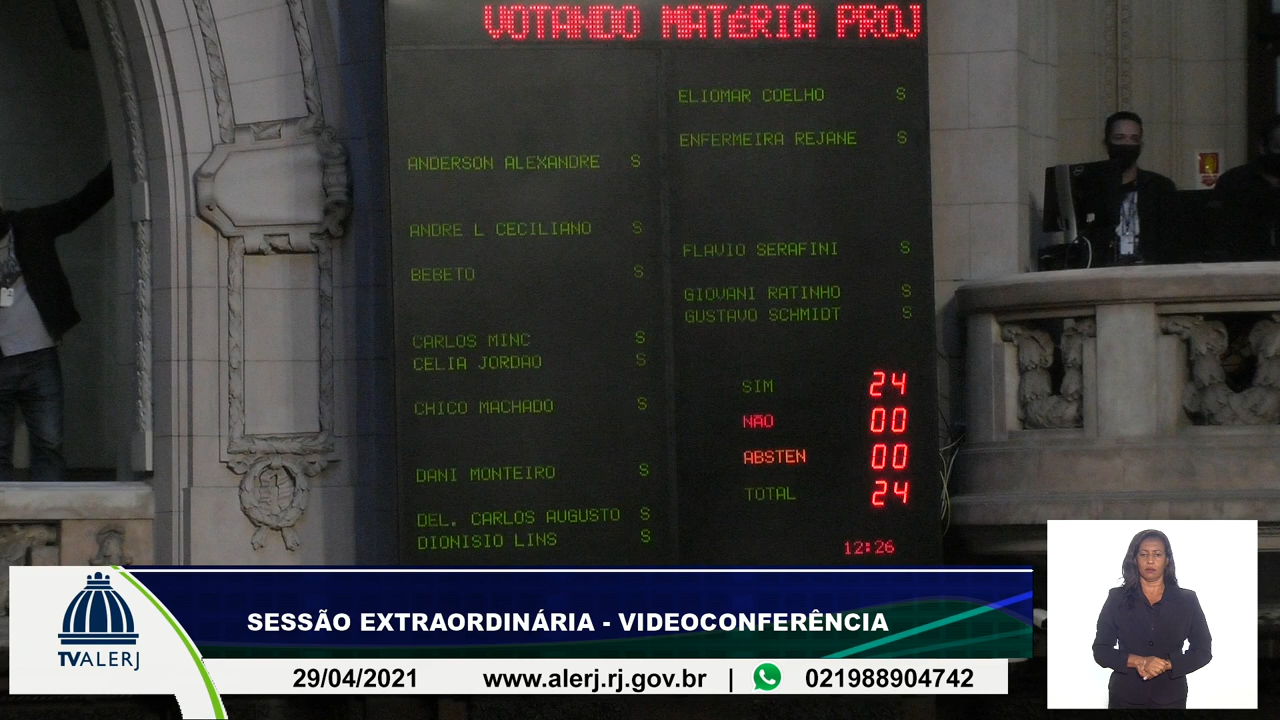 VOTANDO MATéRIA PROJ
ANDERSON ALEXANDRE S
ANDRE L CECILIANO S
BEBETO S
CARLOS MINC S
CELIA JORDAO S
CHICO MACHADO S
DANI MONTEIRO S
DEL. CARLOS AUGUSTO S
DIONISIO LINS S
ELIOMAR COELHO S
ENFERMEIRA REJANE S
FLAVIO SERAFINI S
GIOVANI RATINHO S
GUSTAVO SCHMIDT S
SIM 24
NÃO 00
ABSTEN 00
TOTAL 24
12:26
TVALERJ
SESSÃO EXTRAORDINÁRIA - VIDEOCONFERÊNCIA
29/04/2021 www.alerj.rj.gov.br | 021988904742